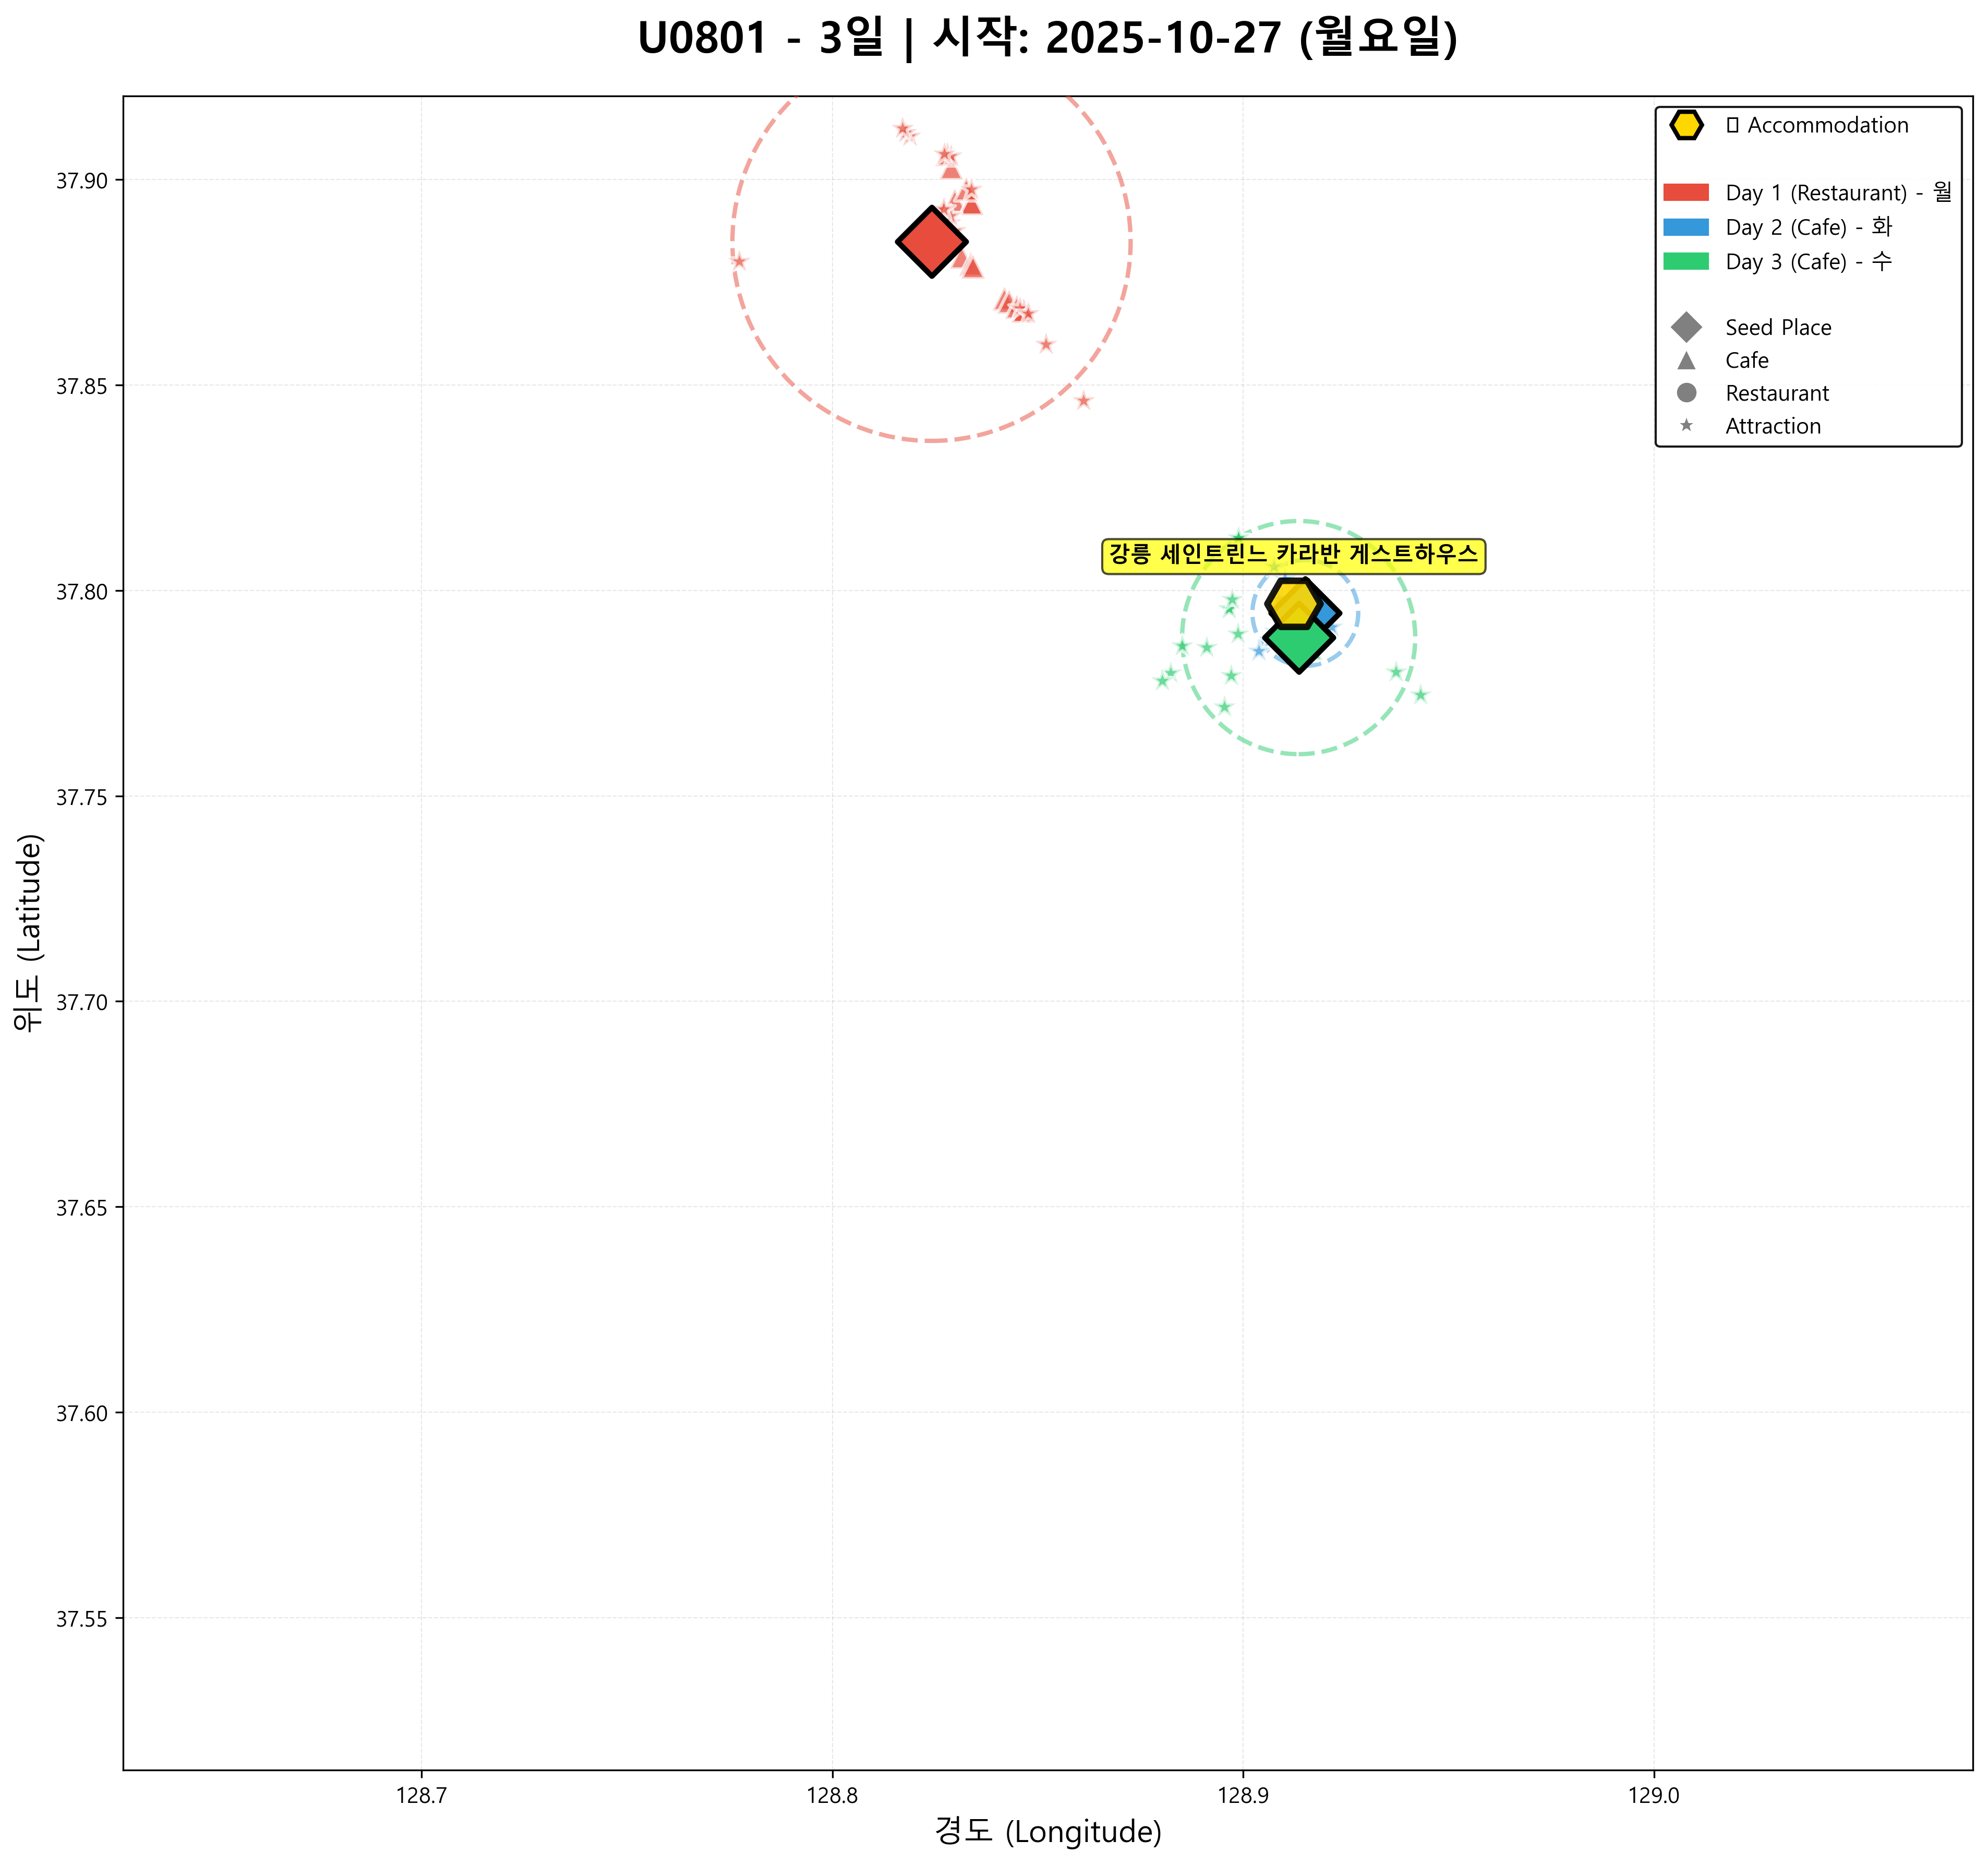 U0801 - 3일 | 시작: 2025-10-27 (월요일)
▯ Accommodation
Day 1 (Restaurant) - 월
Day 2 (Cafe) - 화
Day 3 (Cafe) - 수
Seed Place
Cafe
Restaurant
Attraction
강릉 세인트린느 카라반 게스트하우스
위도 (Latitude)
37.90
37.85
37.80
37.75
37.70
37.65
37.60
37.55
128.7
128.8
128.9
129.0
경도 (Longitude)